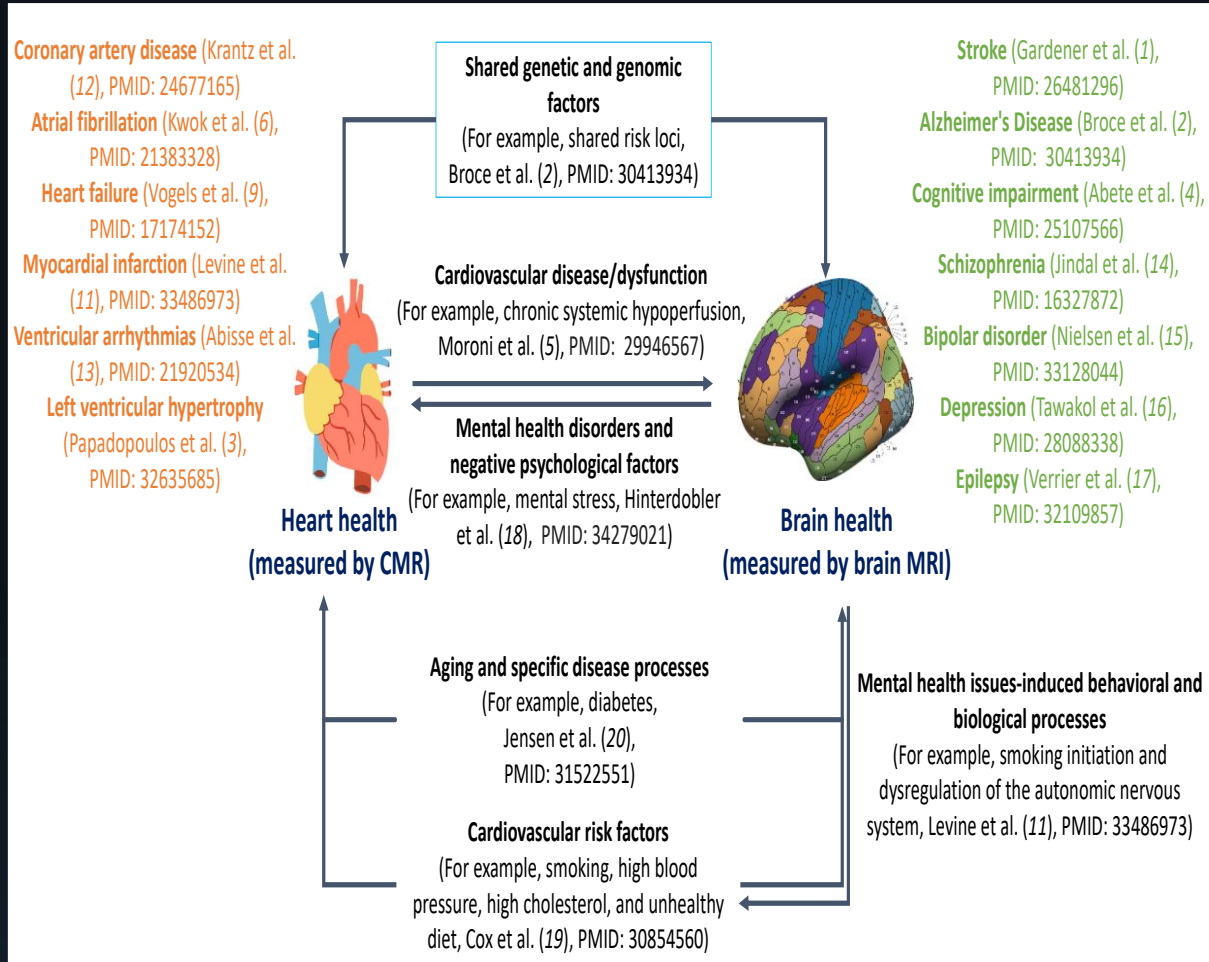 Coronary artery disease (Krantz et al.
(12), PMID: 24677165)
Atrial fibrillation (Kwok et al. (6),
PMID: 21383328)
Heart failure (Vogels et al. (9),
PMID: 17174152)
Myocardial infarction (Levine et al.
(11), PMID: 33486973)
Ventricular arrhythmias (Abisse et al.
(13), PMID: 21920534)
Left ventricular hypertrophy
(Papadopoulos et al. (3),
PMID: 32635685)
Shared genetic and genomic
factors
(For example, shared risk loci,
Broce et al. (2), PMID: 30413934)
Stroke (Gardener et al. (1),
PMID: 26481296)
Alzheimer's Disease (Broce et al. (2),
PMID: 30413934)
Cognitive impairment (Abete et al. (4),
PMID: 25107566)
Schizophrenia (Jindal et al. (14),
PMID: 16327872)
Bipolar disorder (Nielsen et al. (15),
PMID: 33128044)
Depression (Tawakol et al. (16),
PMID: 28088338)
Epilepsy (Verrier et al. (17),
PMID: 32109857)
Cardiovascular disease/dysfunction
(For example, chronic systemic hypoperfusion,
Moroni et al. (5), PMID: 29946567)
Mental health disorders and
negative psychological factors
(For example, mental stress, Hinterdobler
et al. (18), PMID: 34279021)
Heart health
(measured by CMR)
Brain health
(measured by brain MRI)
Aging and specific disease processes
(For example, diabetes,
Jensen et al. (20),
PMID: 31522551)
Mental health issues-induced behavioral and
biological processes
(For example, smoking initiation and
dysregulation of the autonomic nervous
system, Levine et al. (11), PMID: 33486973)
Cardiovascular risk factors
(For example, smoking, high blood
pressure, high cholesterol, and unhealthy
diet, Cox et al. (19), PMID: 30854560)